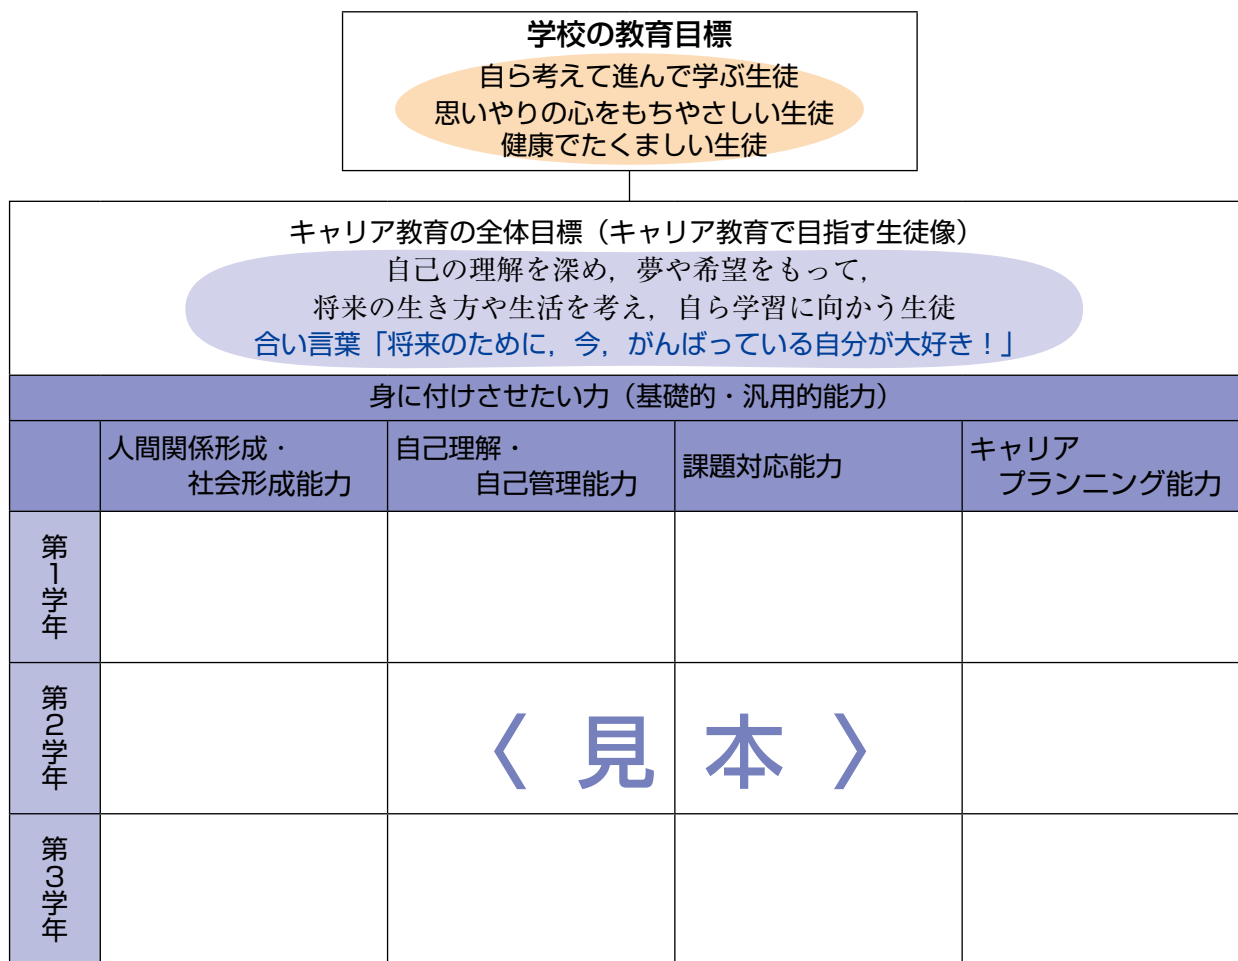 学校の教育目標
自ら考えて進んで学ぶ生徒
思いやりの心をもちやさしい生徒
健康でたくましい生徒
キャリア教育の全体目標（キャリア教育で目指す生徒像）
自己の理解を深め，夢や希望をもって，
将来の生き方や生活を考え，自ら学習に向かう生徒
合い言葉「将来のために，今，がんばっている自分が大好き！」
身に付けさせたい力（基礎的・汎用的能力）
人間関係形成・
社会形成能力
自己理解・
自己管理能力
課題対応能力
キャリア
プランニング能力
第1学年
第2学年
〈見本〉
第3学年